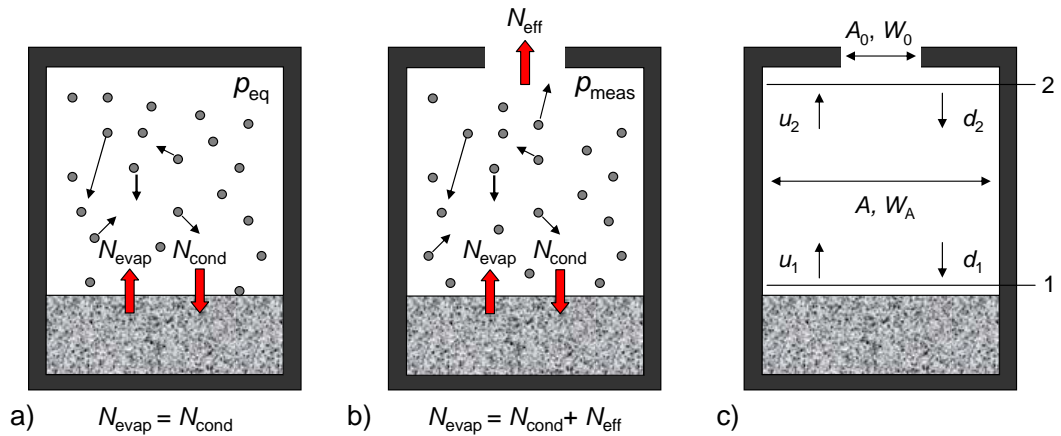 p_eq
N_evap N_cond
a) N_evap = N_cond
N_eff
p_meas
N_evap N_cond
b) N_evap = N_cond + N_eff
A_0, W_0
2
u_2 d_2
A, W_A
u_1 d_1
1
c)